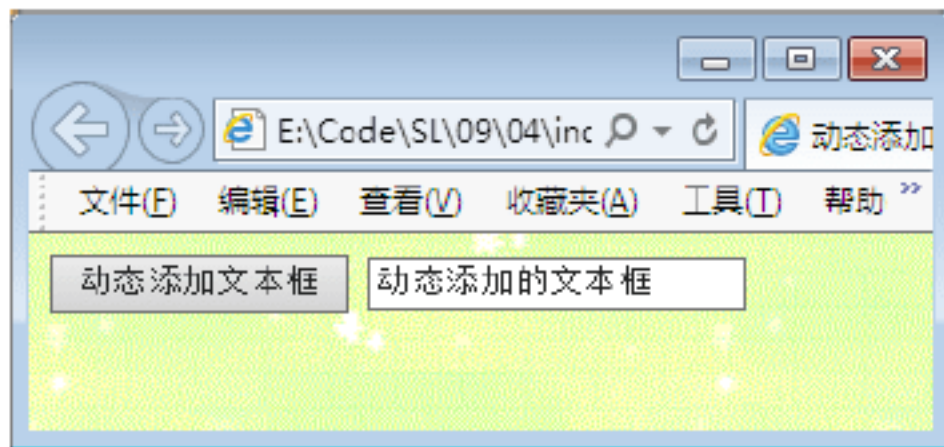 E:\Code\SL\09\04\inc
动态添加
文件(F) 编辑(E) 查看(V) 收藏夹(A) 工具(T) 帮助 »
动态添加文本框 动态添加的文本框